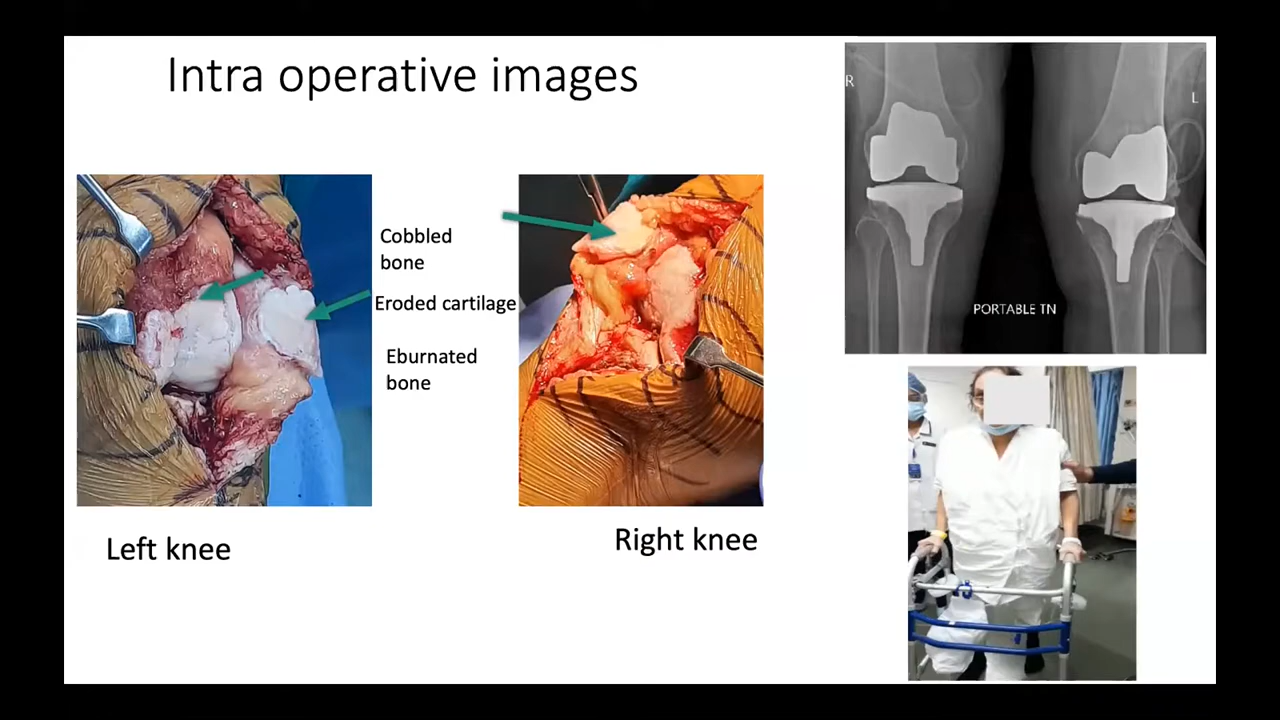 Intra operative images
Cobbled
bone
Eroded cartilage
Eburnated
bone
Left knee
Right knee
R
L
PORTABLE TN